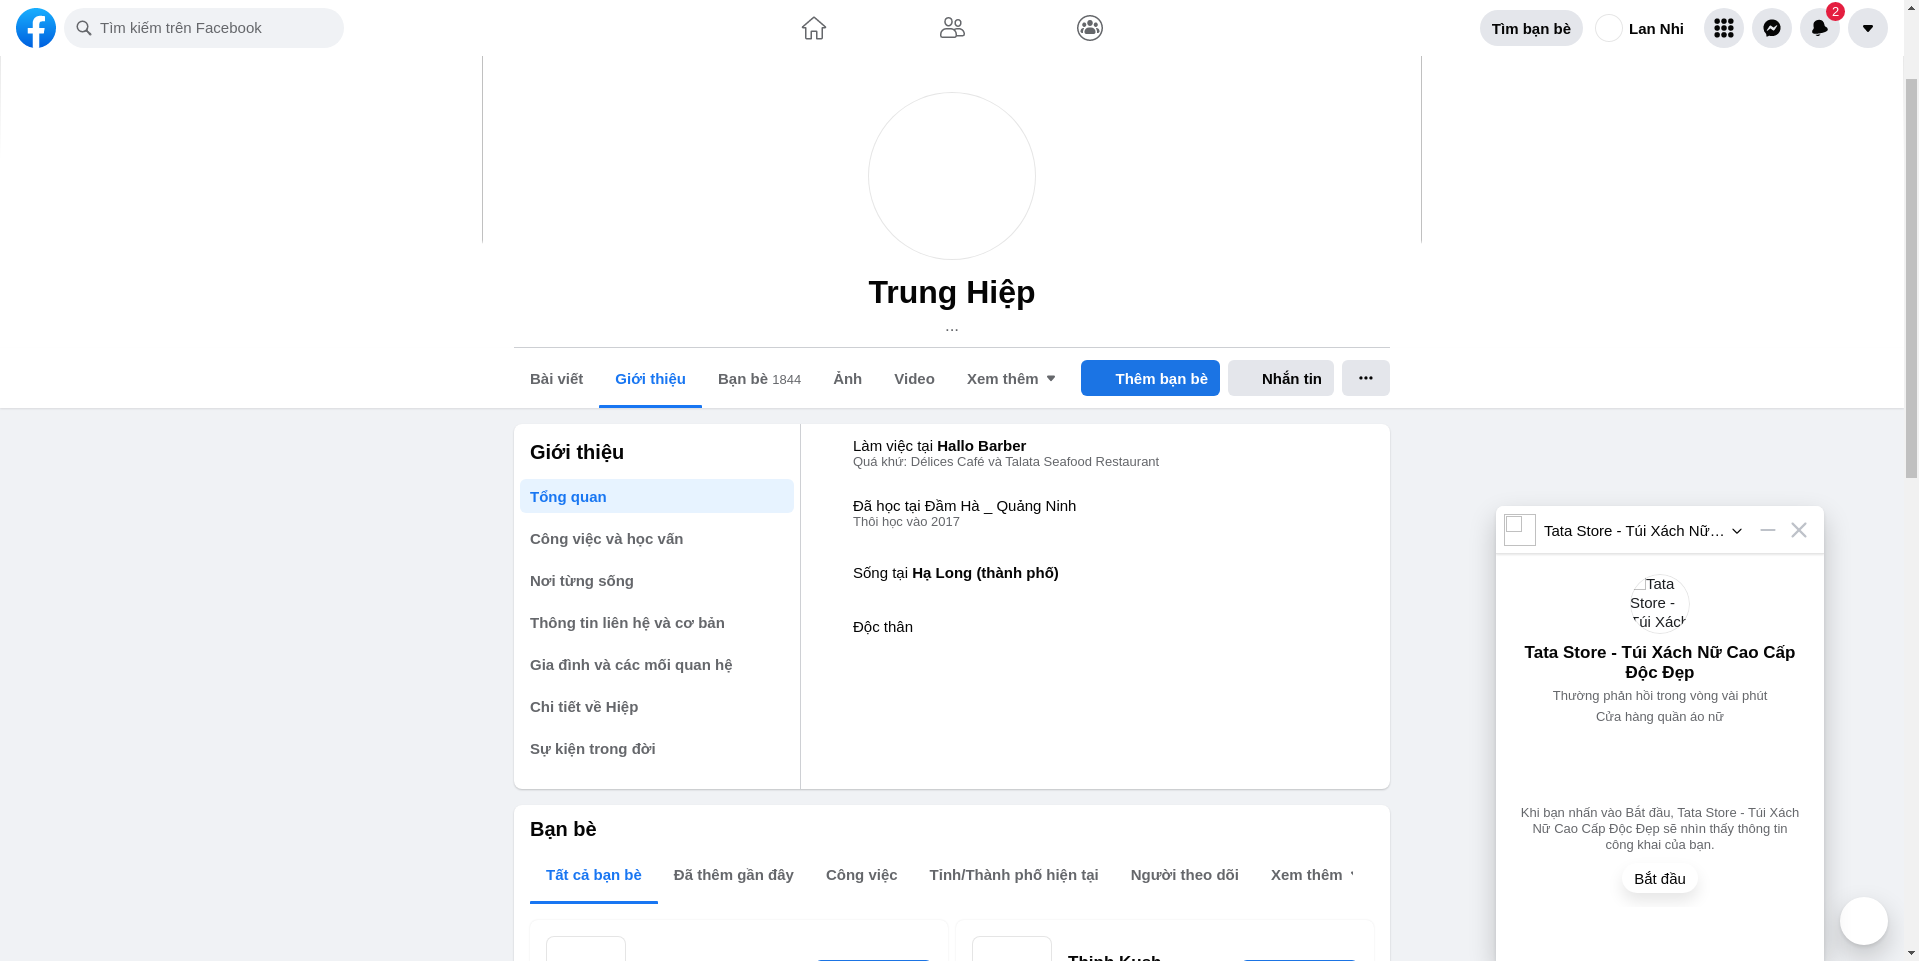 Tìm kiếm trên Facebook
Tìm bạn bè
Lan Nhi
2
Trung Hiệp
...
Bài viết
Giới thiệu
Bạn bè 1844
Ảnh
Video
Xem thêm
Thêm bạn bè
Nhắn tin
Giới thiệu
Tổng quan
Công việc và học vấn
Nơi từng sống
Thông tin liên hệ và cơ bản
Gia đình và các mối quan hệ
Chi tiết về Hiệp
Sự kiện trong đời
Làm việc tại Hallo Barber
Quá khứ: Délices Café và Talata Seafood Restaurant
Đã học tại Đầm Hà _ Quảng Ninh
Thôi học vào 2017
Sống tại Hạ Long (thành phố)
Độc thân
Bạn bè
Tất cả bạn bè
Đã thêm gần đây
Công việc
Tỉnh/Thành phố hiện tại
Người theo dõi
Xem thêm
Thinh Kush
Tata Store - Túi Xách Nữ...
Tata
Store -
Túi Xách
Tata Store - Túi Xách Nữ Cao Cấp
Độc Đẹp
Thường phản hồi trong vòng vài phút
Cửa hàng quần áo nữ
Khi bạn nhấn vào Bắt đầu, Tata Store - Túi Xách
Nữ Cao Cấp Độc Đẹp sẽ nhìn thấy thông tin
công khai của bạn.
Bắt đầu